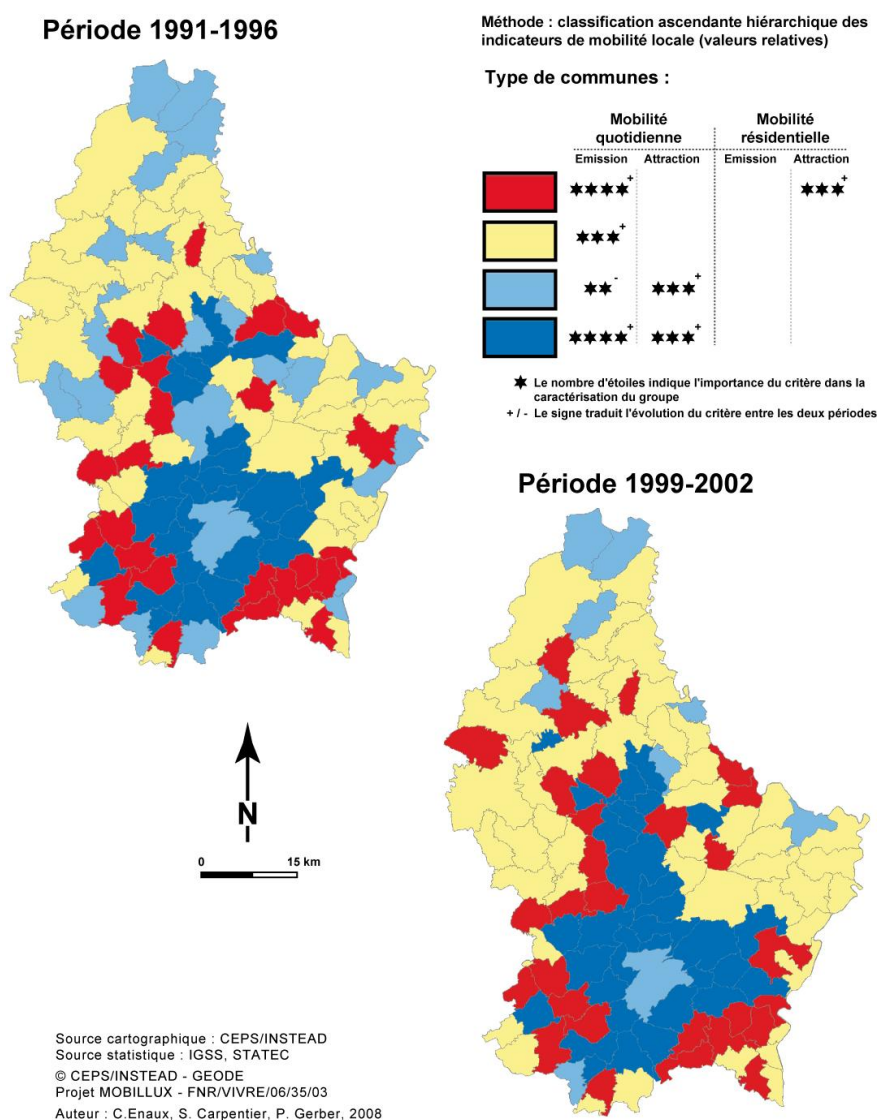 Période 1991-1996
Méthode : classification ascendante hiérarchique des
indicateurs de mobilité locale (valeurs relatives)
Type de communes :
Mobilité
quotidienne
Mobilité
résidentielle
Emission
Attraction
Emission
Attraction
★★★★+
★★★+
★★★+
★★-
★★★+
★★★★+
★★★+
★ Le nombre d'étoiles indique l'importance du critère dans la
caractérisation du groupe
+ / - Le signe traduit l'évolution du critère entre les deux périodes
Période 1999-2002
N
0 15 km
Source cartographique : CEPS/INSTEAD
Source statistique : IGSS, STATEC
© CEPS/INSTEAD - GEODE
Projet MOBILLUX - FNR/VIVRE/06/35/03
Auteur : C.Enaux, S. Carpentier, P. Gerber, 2008